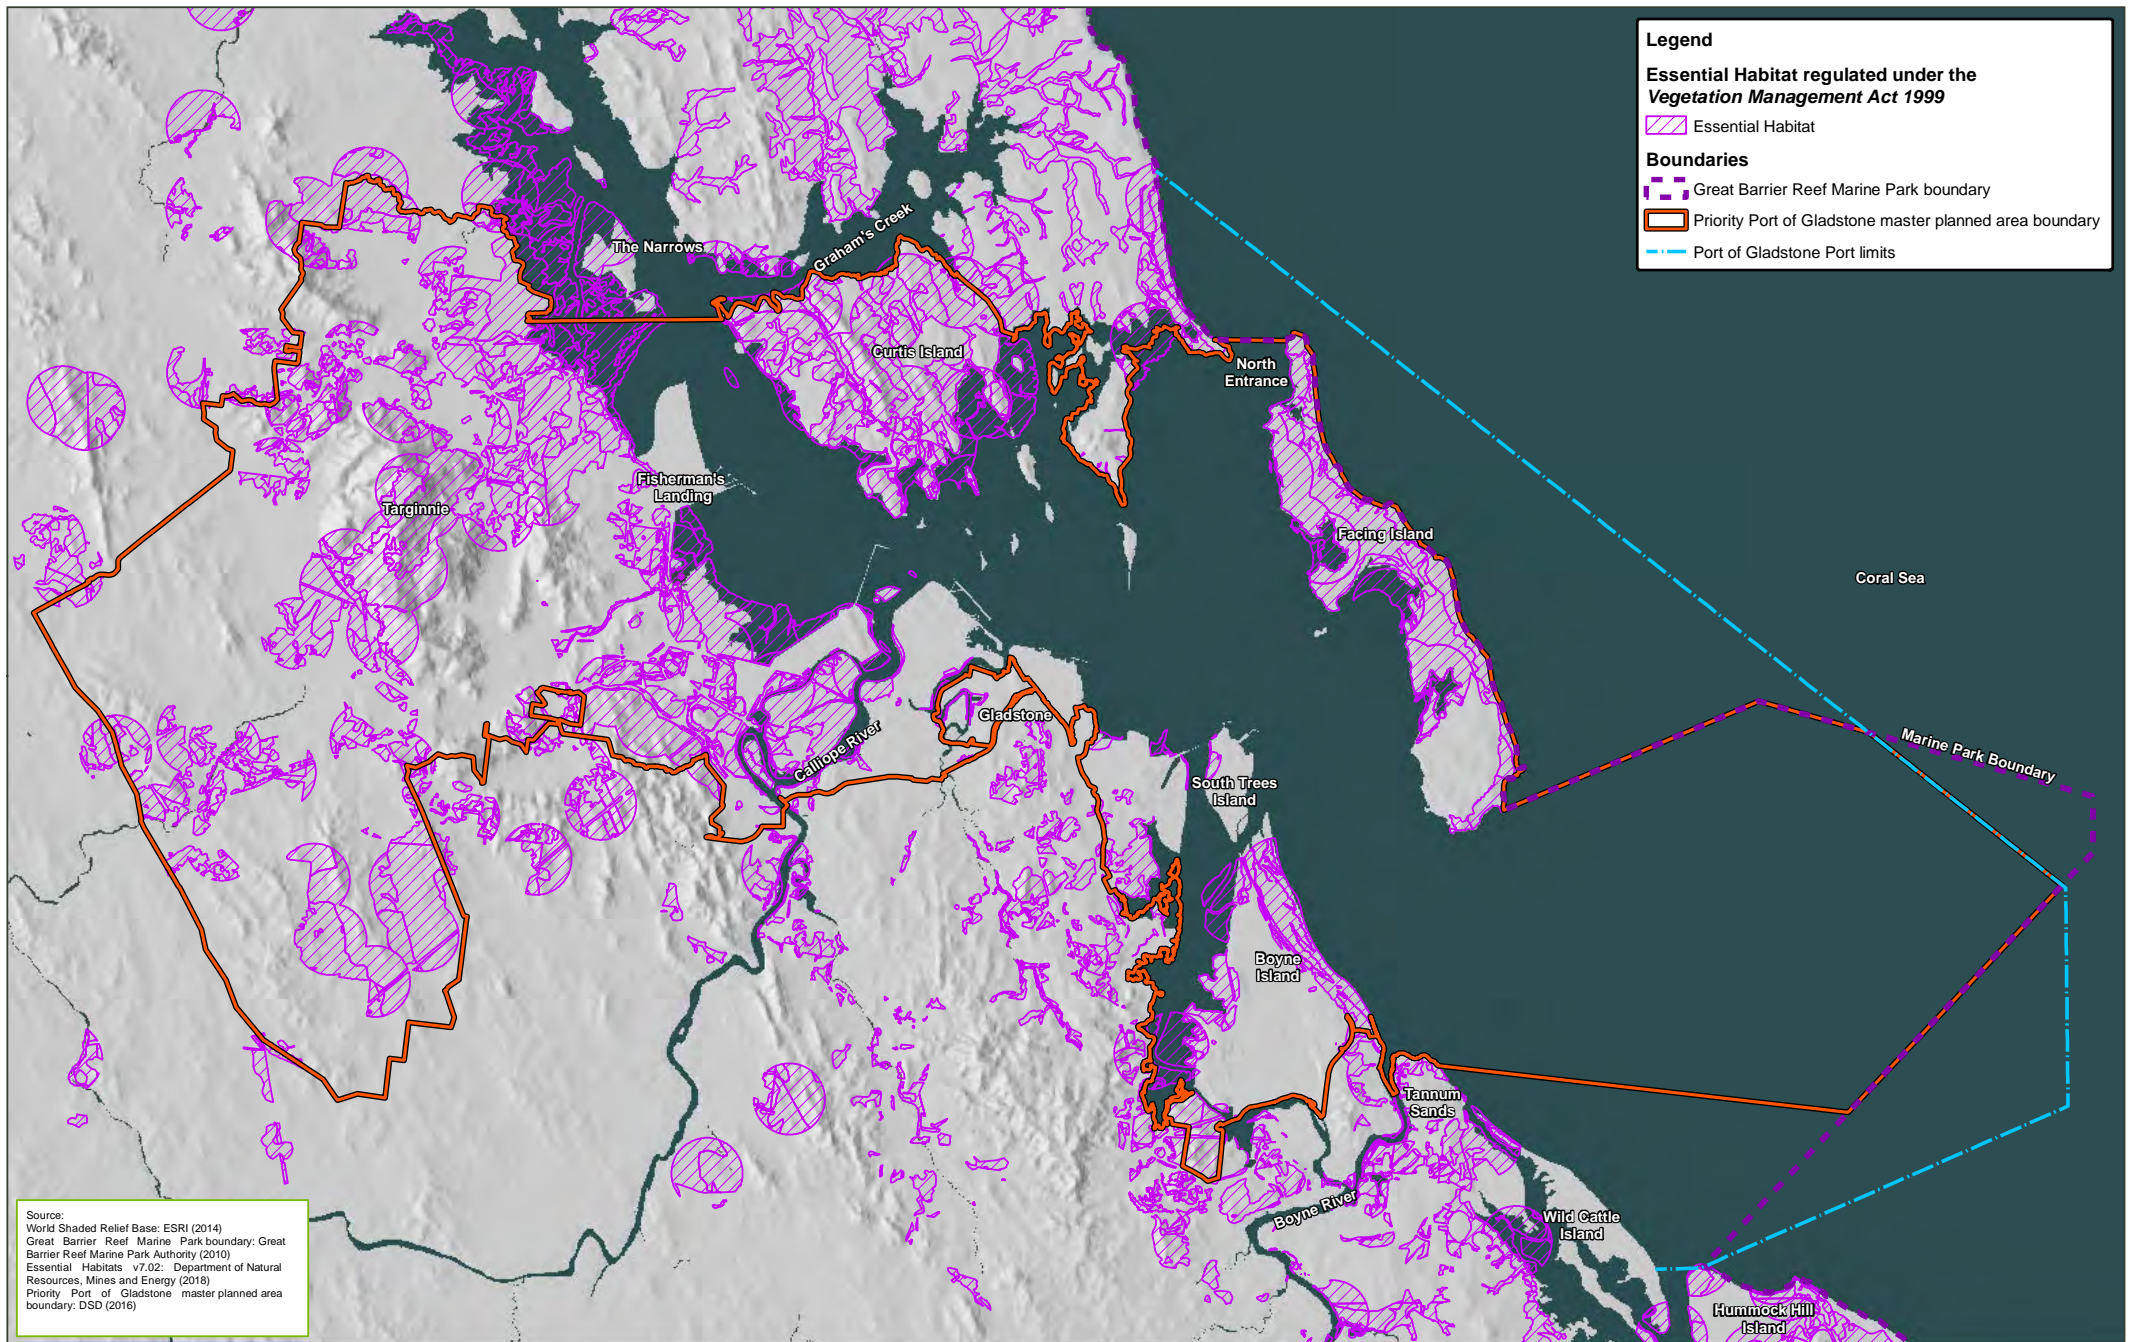 Legend
Essential Habitat regulated under the
Vegetation Management Act 1999
Essential Habitat
Boundaries
Great Barrier Reef Marine Park boundary
Priority Port of Gladstone master planned area boundary
Port of Gladstone Port limits
The Narrows
Graham's Creek
Curtis Island
North
Entrance
Fisherman's
Landing
Targinnie
Facing Island
Coral Sea
Gladstone
Calliope River
Marine Park Boundary
South Trees
Island
Boyne
Island
Tannum
Sands
Boyne River
Wild Cattle
Island
Hummock Hill
Island
Source:
World Shaded Relief Base: ESRI (2014)
Great Barrier Reef Marine Park boundary: Great
Barrier Reef Marine Park Authority (2010)
Essential Habitats v7.02: Department of Natural
Resources, Mines and Energy (2018)
Priority Port of Gladstone master planned area
boundary: DSD (2016)